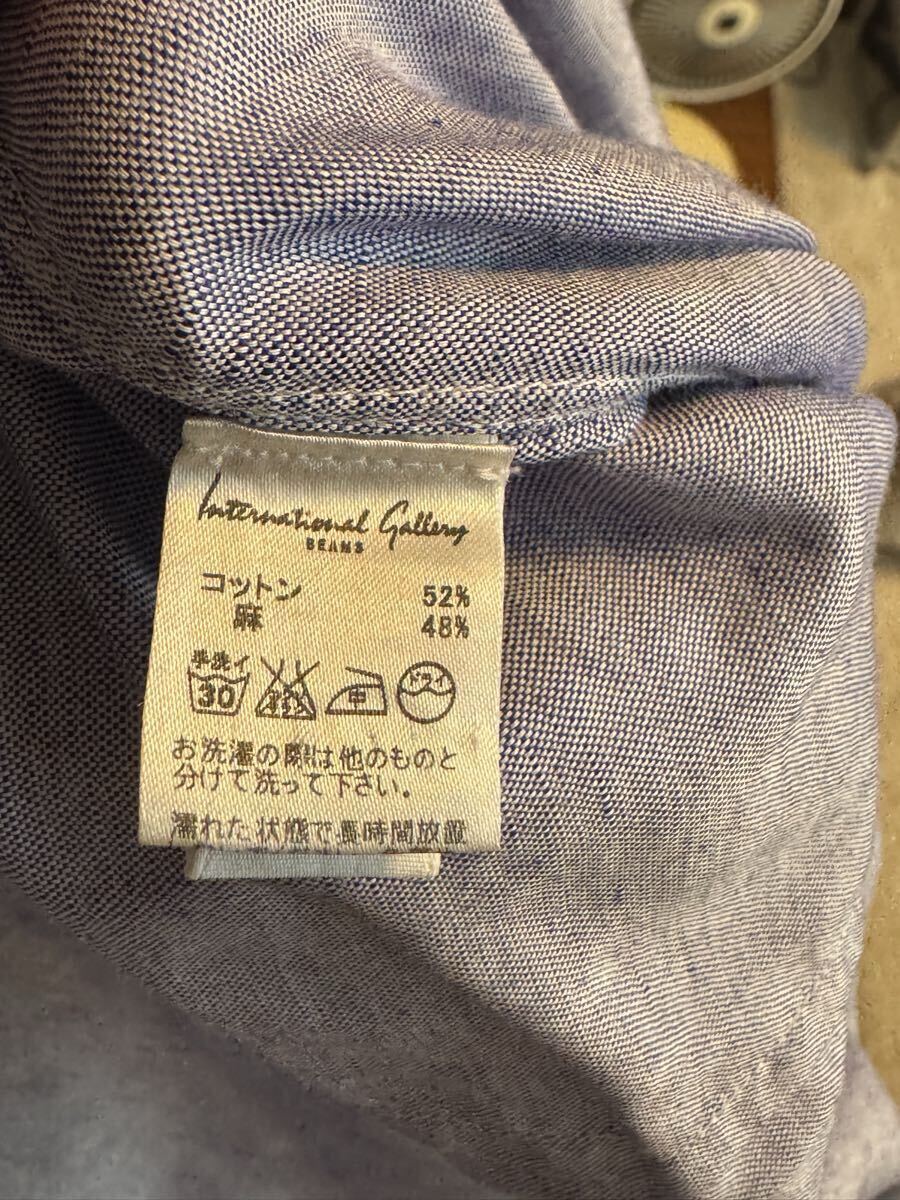 International Gallery
BEAMS
コットン 52%
麻 48%
手洗イ
30
中
ドライ
お洗濯の際は他のものと
分けて洗って下さい。
濡れた状態で長時間放置